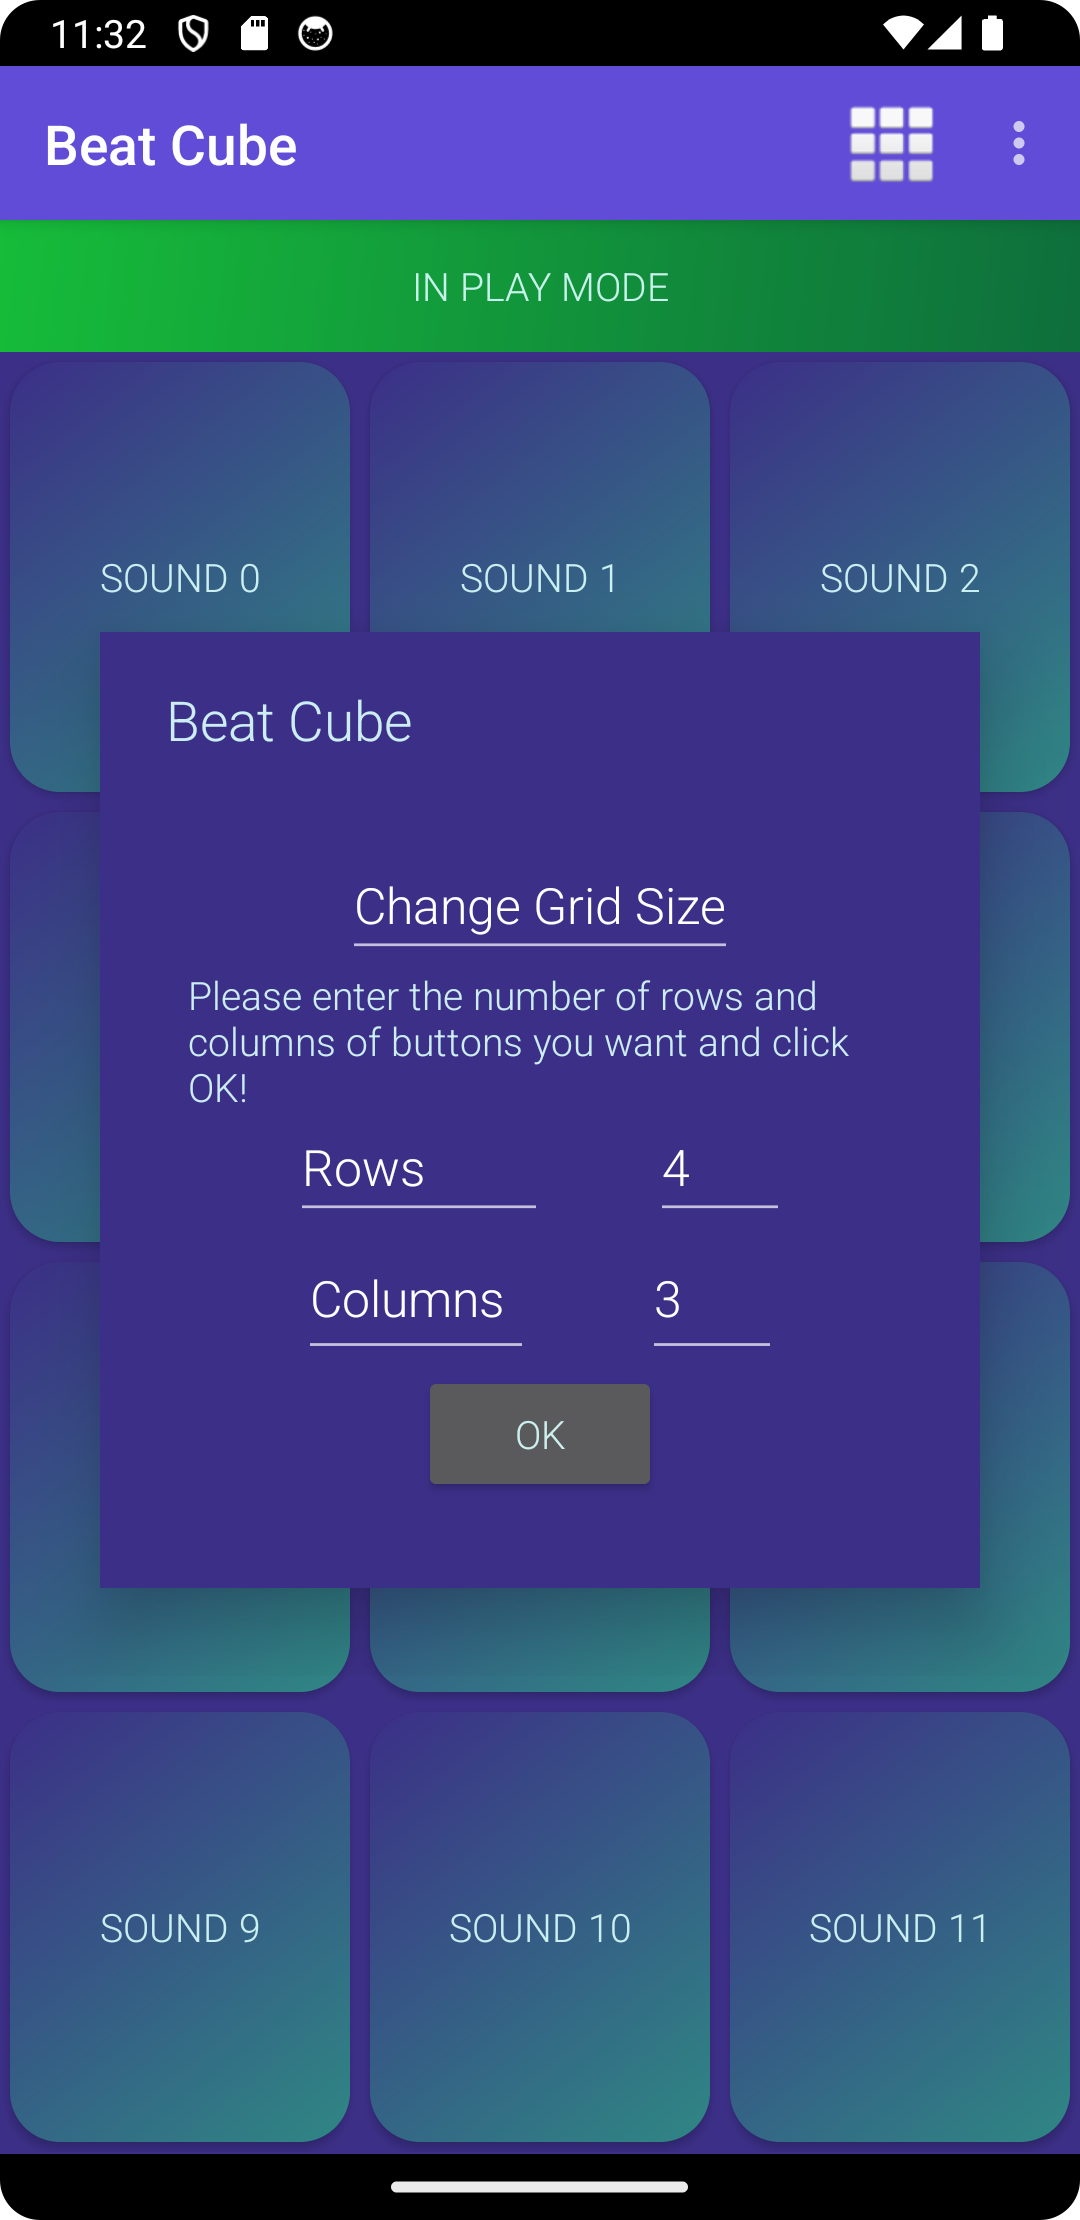 11:32
Beat Cube
IN PLAY MODE
SOUND 0
SOUND 1
SOUND 2
Beat Cube
Change Grid Size
Please enter the number of rows and
columns of buttons you want and click
OK!
Rows
4
Columns
3
OK
SOUND 9
SOUND 10
SOUND 11